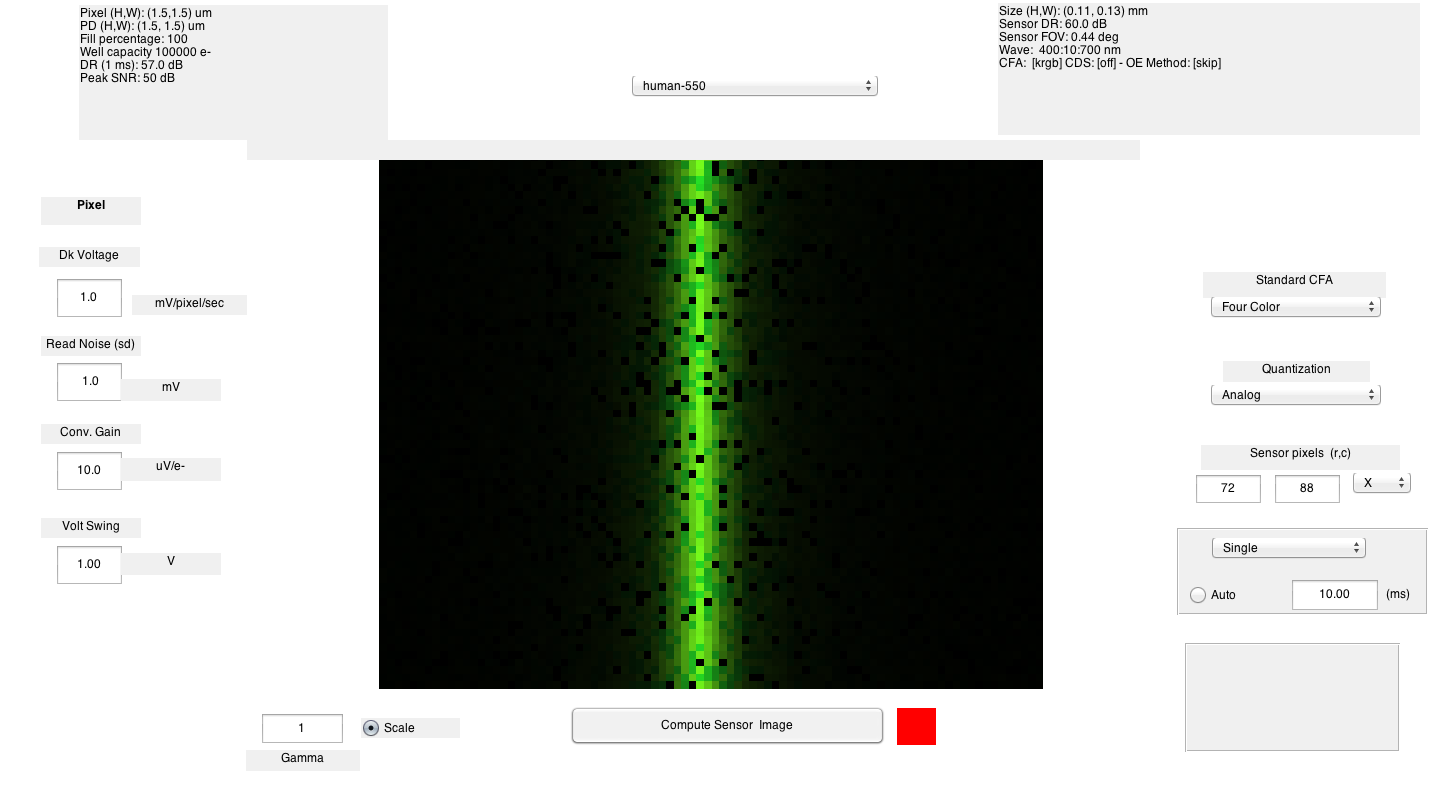 Pixel (H,W): (1.5,1.5) um
PD (H,W): (1.5, 1.5) um
Fill percentage: 100
Well capacity 100000 e-
DR (1 ms): 57.0 dB
Peak SNR: 50 dB
human-550
Size (H,W): (0.11, 0.13) mm
Sensor DR: 60.0 dB
Sensor FOV: 0.44 deg
Wave: 400:10:700 nm
CFA: [krgb] CDS: [off] - OE Method: [skip]
Pixel
Dk Voltage
1.0
mV/pixel/sec
Read Noise (sd)
1.0
mV
Conv. Gain
10.0
uV/e-
Volt Swing
1.00
V
Standard CFA
Four Color
Quantization
Analog
Sensor pixels (r,c)
72 88 X
Single
Auto 10.00 (ms)
1 Scale
Gamma
Compute Sensor Image